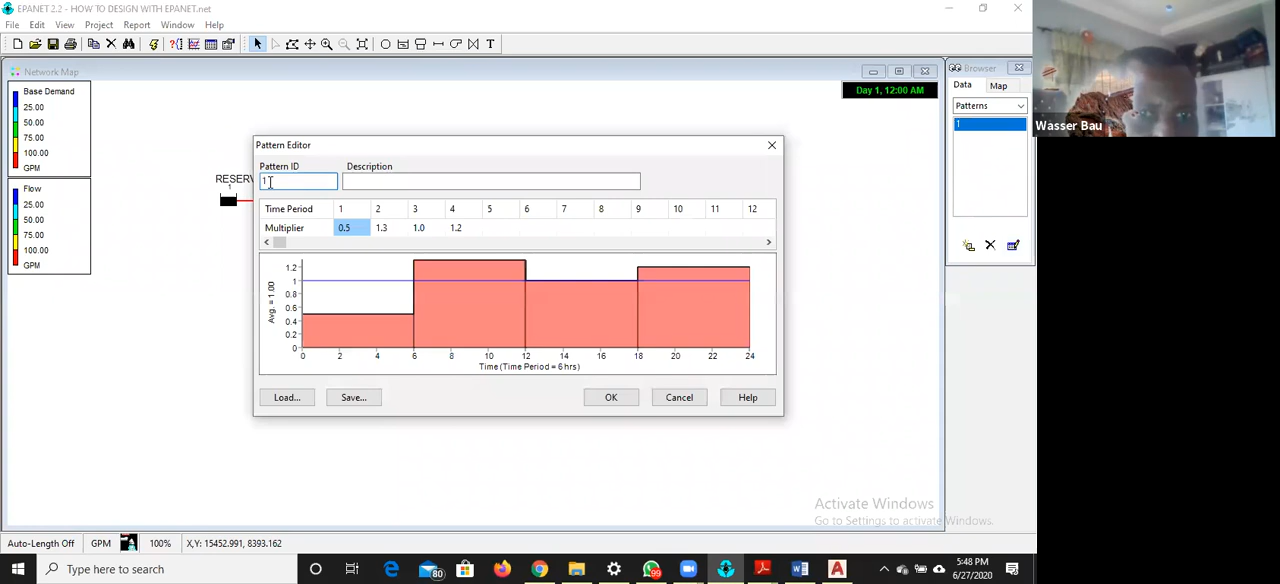 EPANET 2.2 - HOW TO DESIGN WITH EPANET.net
File Edit View Project Report Window Help
Network Map
Day 1, 12:00 AM
Base Demand
25.00
50.00
75.00
100.00
GPM
Flow
25.00
50.00
75.00
100.00
GPM
RESERV
1
Pattern Editor
Pattern ID Description
1
Time Period 1 2 3 4 5 6 7 8 9 10 11 12
Multiplier 0.5 1.3 1.0 1.2
Avg. = 1.00
1.2
1
0.8
0.6
0.4
0.2
0
0 2 4 6 8 10 12 14 16 18 20 22 24
Time (Time Period = 6 hrs)
Load... Save... OK Cancel Help
Browser
Data Map
Patterns
1
Wasser Bau
Activate Windows
Go to Settings to activate Windows.
Auto-Length Off GPM 100% X,Y: 15452.991, 8393.162
Type here to search
80
99
5:48 PM
6/27/2020